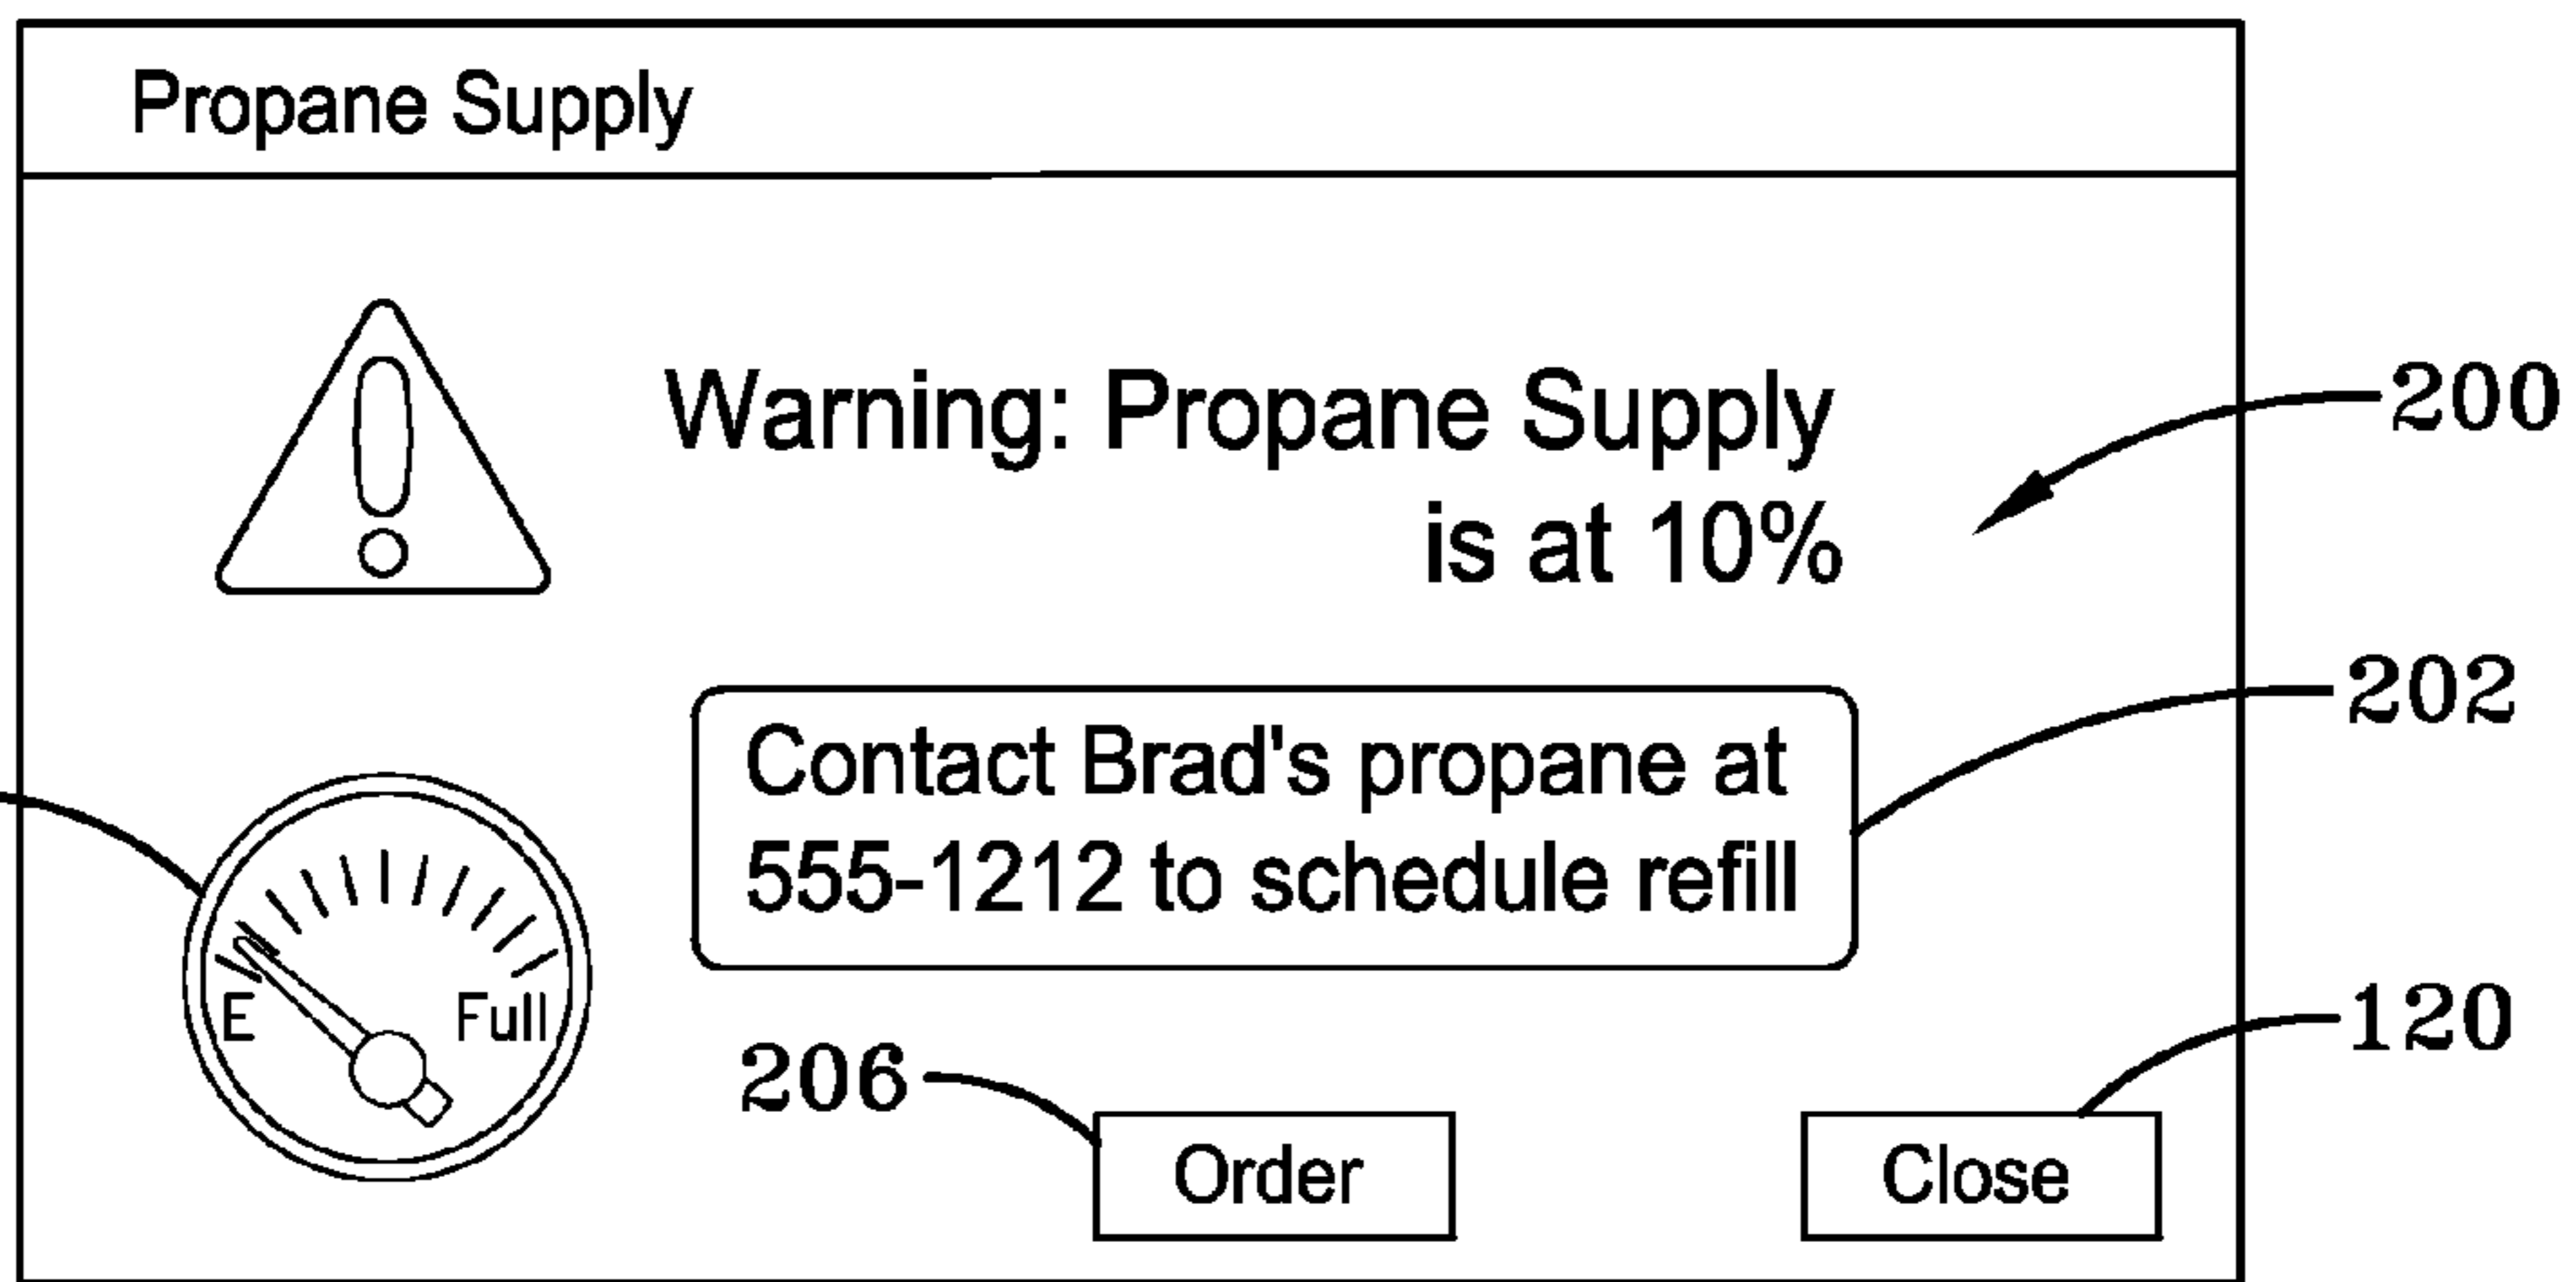 Propane Supply
Warning: Propane Supply
is at 10%
200
Contact Brad's propane at
555-1212 to schedule refill
202
E Full
206
120
Order
Close